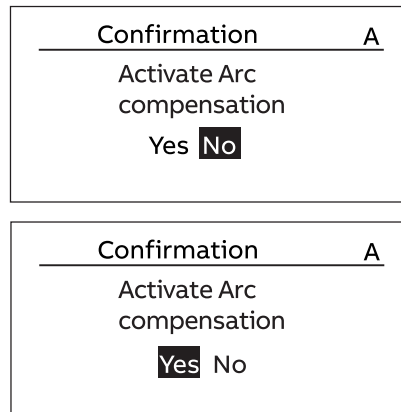 Confirmation A
Activate Arc
compensation
Yes No
Confirmation A
Activate Arc
compensation
Yes No